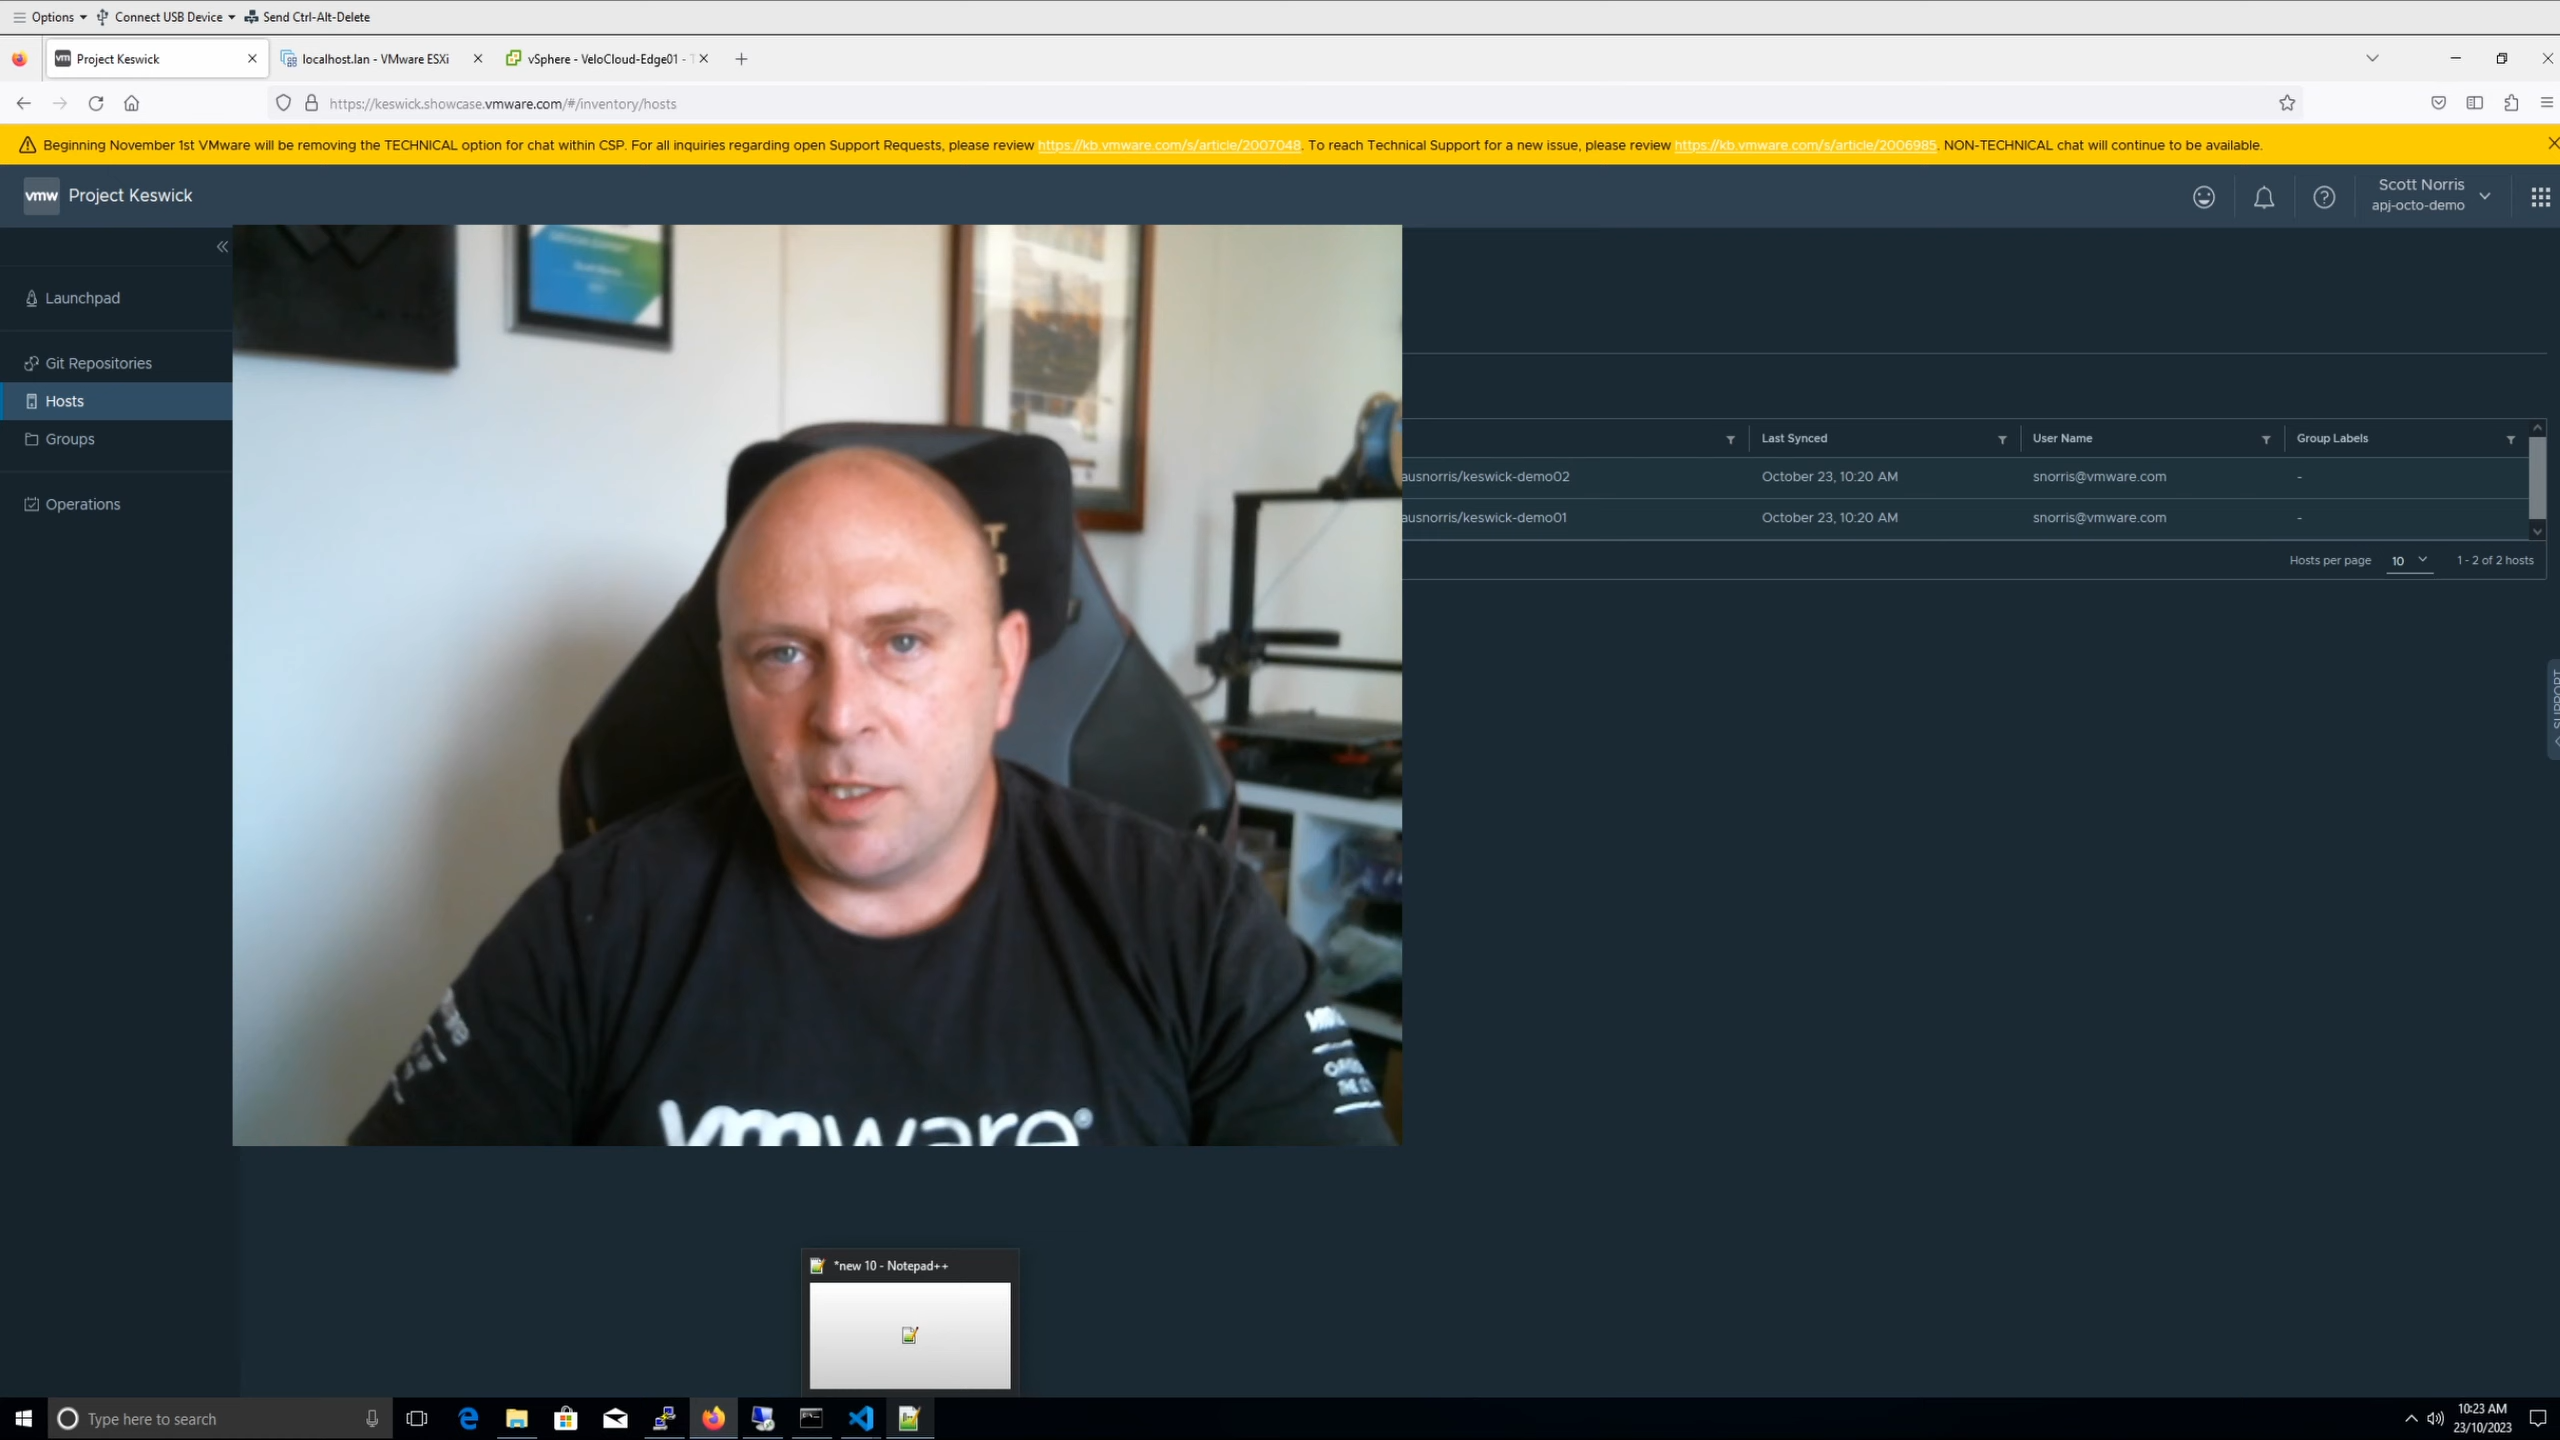 Options Connect USB Device Send Ctrl-Alt-Delete
Project Keswick localhost.lan - VMware ESXi vSphere - VeloCloud-Edge01 -
https://keswick.showcase.vmware.com/#/inventory/hosts
Beginning November 1st VMware will be removing the TECHNICAL option for chat within CSP. For all inquiries regarding open Support Requests, please review https://kb.vmware.com/s/article/2007048. To reach Technical Support for a new issue, please review https://kb.vmware.com/s/article/2006985. NON-TECHNICAL chat will continue to be available.
vmw Project Keswick
Scott Norris
apj-octo-demo
Launchpad
Git Repositories
Hosts
Groups
Operations
Last Synced User Name Group Labels
ausnorris/keswick-demo02 October 23, 10:20 AM snorris@vmware.com -
ausnorris/keswick-demo01 October 23, 10:20 AM snorris@vmware.com -
Hosts per page 10 1 - 2 of 2 hosts
SUPPORT
vmware®
*new 10 - Notepad++
Type here to search
10:23 AM
23/10/2023